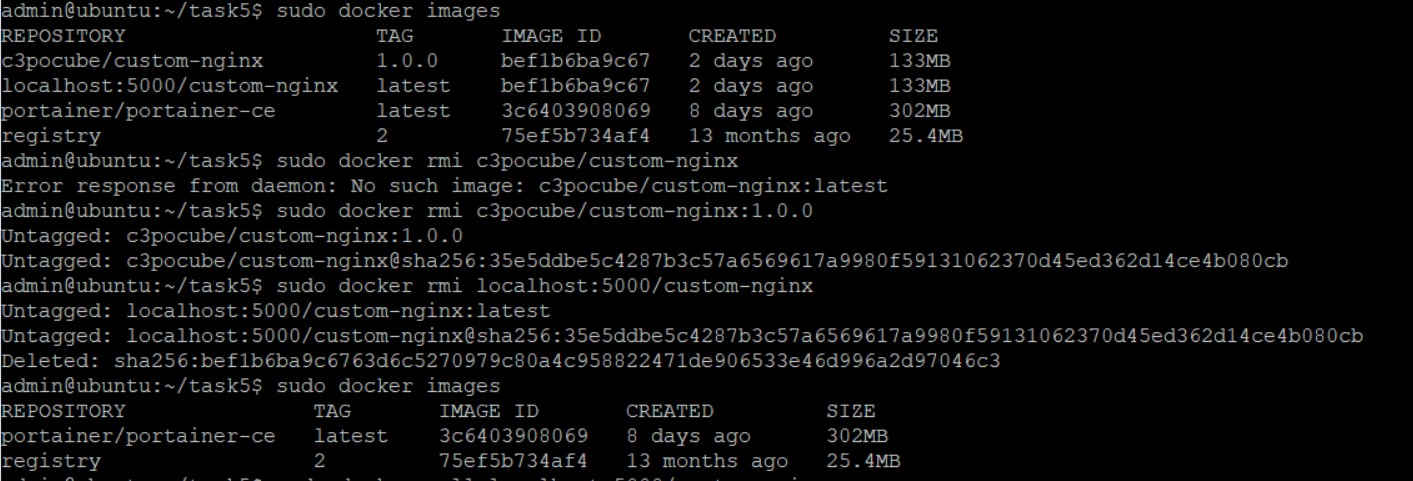 admin@ubuntu:~/task5$ sudo docker images
REPOSITORY TAG IMAGE ID CREATED SIZE
c3pocube/custom-nginx 1.0.0 bef1b6ba9c67 2 days ago 133MB
localhost:5000/custom-nginx latest bef1b6ba9c67 2 days ago 133MB
portainer/portainer-ce latest 3c6403908069 8 days ago 302MB
registry 2 75ef5b734af4 13 months ago 25.4MB
admin@ubuntu:~/task5$ sudo docker rmi c3pocube/custom-nginx
Error response from daemon: No such image: c3pocube/custom-nginx:latest
admin@ubuntu:~/task5$ sudo docker rmi c3pocube/custom-nginx:1.0.0
Untagged: c3pocube/custom-nginx:1.0.0
Untagged: c3pocube/custom-nginx@sha256:35e5ddbe5c4287b3c57a6569617a9980f59131062370d45ed362d14ce4b080cb
admin@ubuntu:~/task5$ sudo docker rmi localhost:5000/custom-nginx
Untagged: localhost:5000/custom-nginx:latest
Untagged: localhost:5000/custom-nginx@sha256:35e5ddbe5c4287b3c57a6569617a9980f59131062370d45ed362d14ce4b080cb
Deleted: sha256:bef1b6ba9c6763d6c5270979c80a4c958822471de906533e46d996a2d97046c3
admin@ubuntu:~/task5$ sudo docker images
REPOSITORY TAG IMAGE ID CREATED SIZE
portainer/portainer-ce latest 3c6403908069 8 days ago 302MB
registry 2 75ef5b734af4 13 months ago 25.4MB